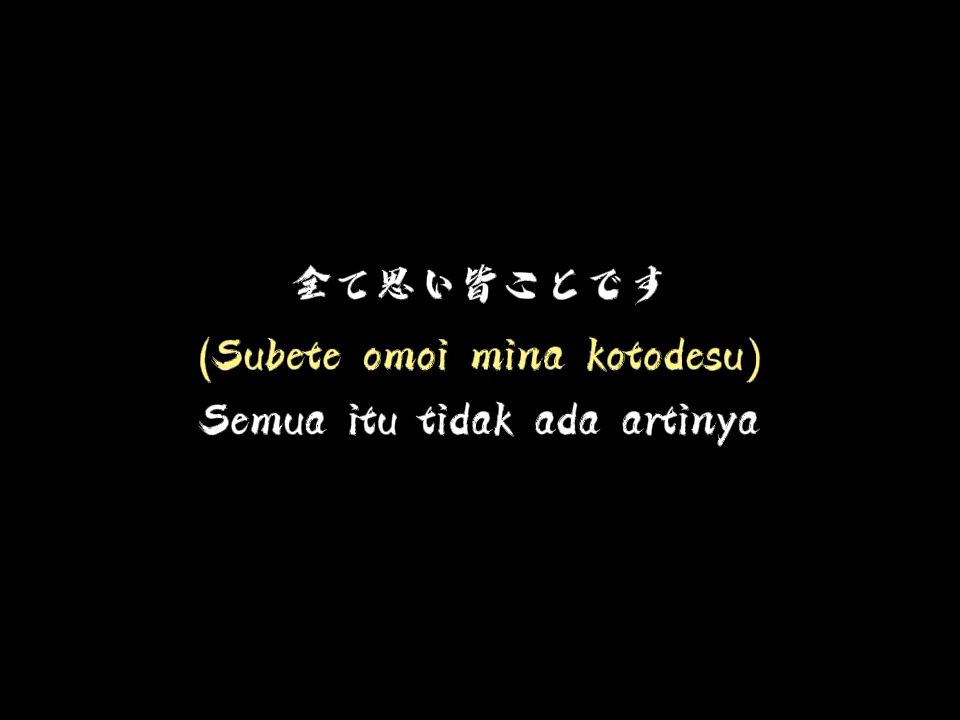 全て思い皆ことです
(Subete omoi mina kotodesu)
Semua itu tidak ada artinya